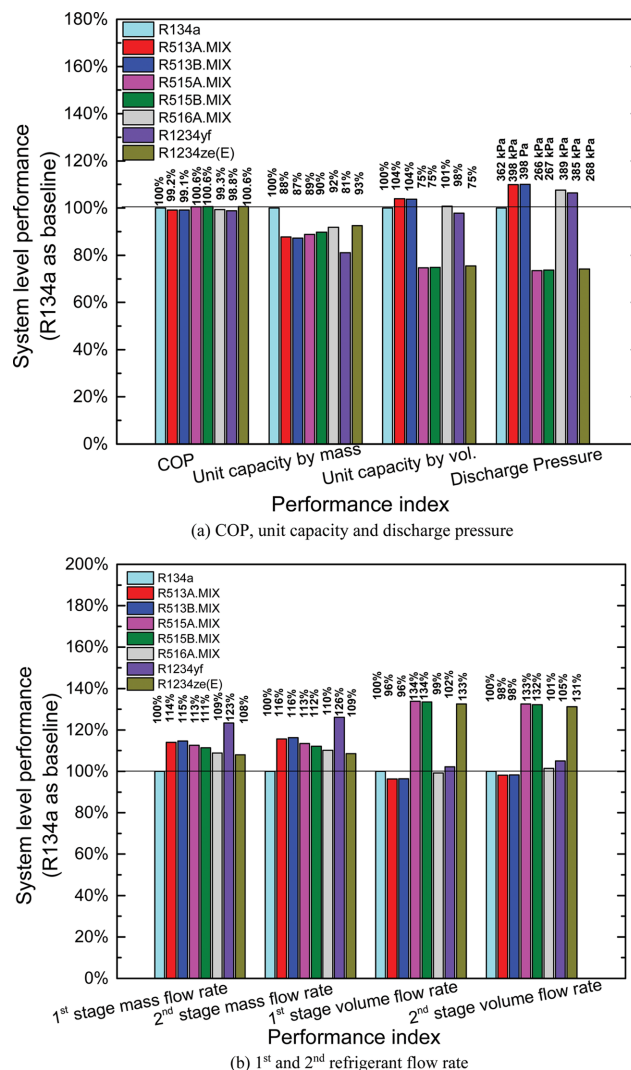 180%
160%
140%
120%
100%
80%
60%
40%
20%
0%
System level performance
(R134a as baseline)
R134a
R513A.MIX
R513B.MIX
R515A.MIX
R515B.MIX
R516A.MIX
R1234yf
R1234ze(E)
100%
99.2%
99.1%
100.6%
100.6%
99.3%
98.8%
100.6%
100%
88%
87%
89%
90%
92%
81%
93%
100%
104%
104%
75%
75%
101%
98%
75%
362 kPa
398 kPa
398 Pa
266 kPa
267 kPa
389 kPa
385 kPa
268 kPa
COP
Unit capacity by mass
Unit capacity by vol.
Discharge Pressure
Performance index
(a) COP, unit capacity and discharge pressure
200%
180%
160%
140%
120%
100%
80%
60%
40%
20%
0%
System level performance
(R134a as baseline)
R134a
R513A.MIX
R513B.MIX
R515A.MIX
R515B.MIX
R516A.MIX
R1234yf
R1234ze(E)
100%
114%
115%
113%
111%
109%
123%
108%
100%
116%
116%
113%
112%
110%
126%
109%
100%
96%
96%
134%
134%
99%
102%
133%
100%
98%
98%
133%
132%
101%
105%
131%
1st stage mass flow rate
2nd stage mass flow rate
1st stage volume flow rate
2nd stage volume flow rate
Performance index
(b) 1st and 2nd refrigerant flow rate